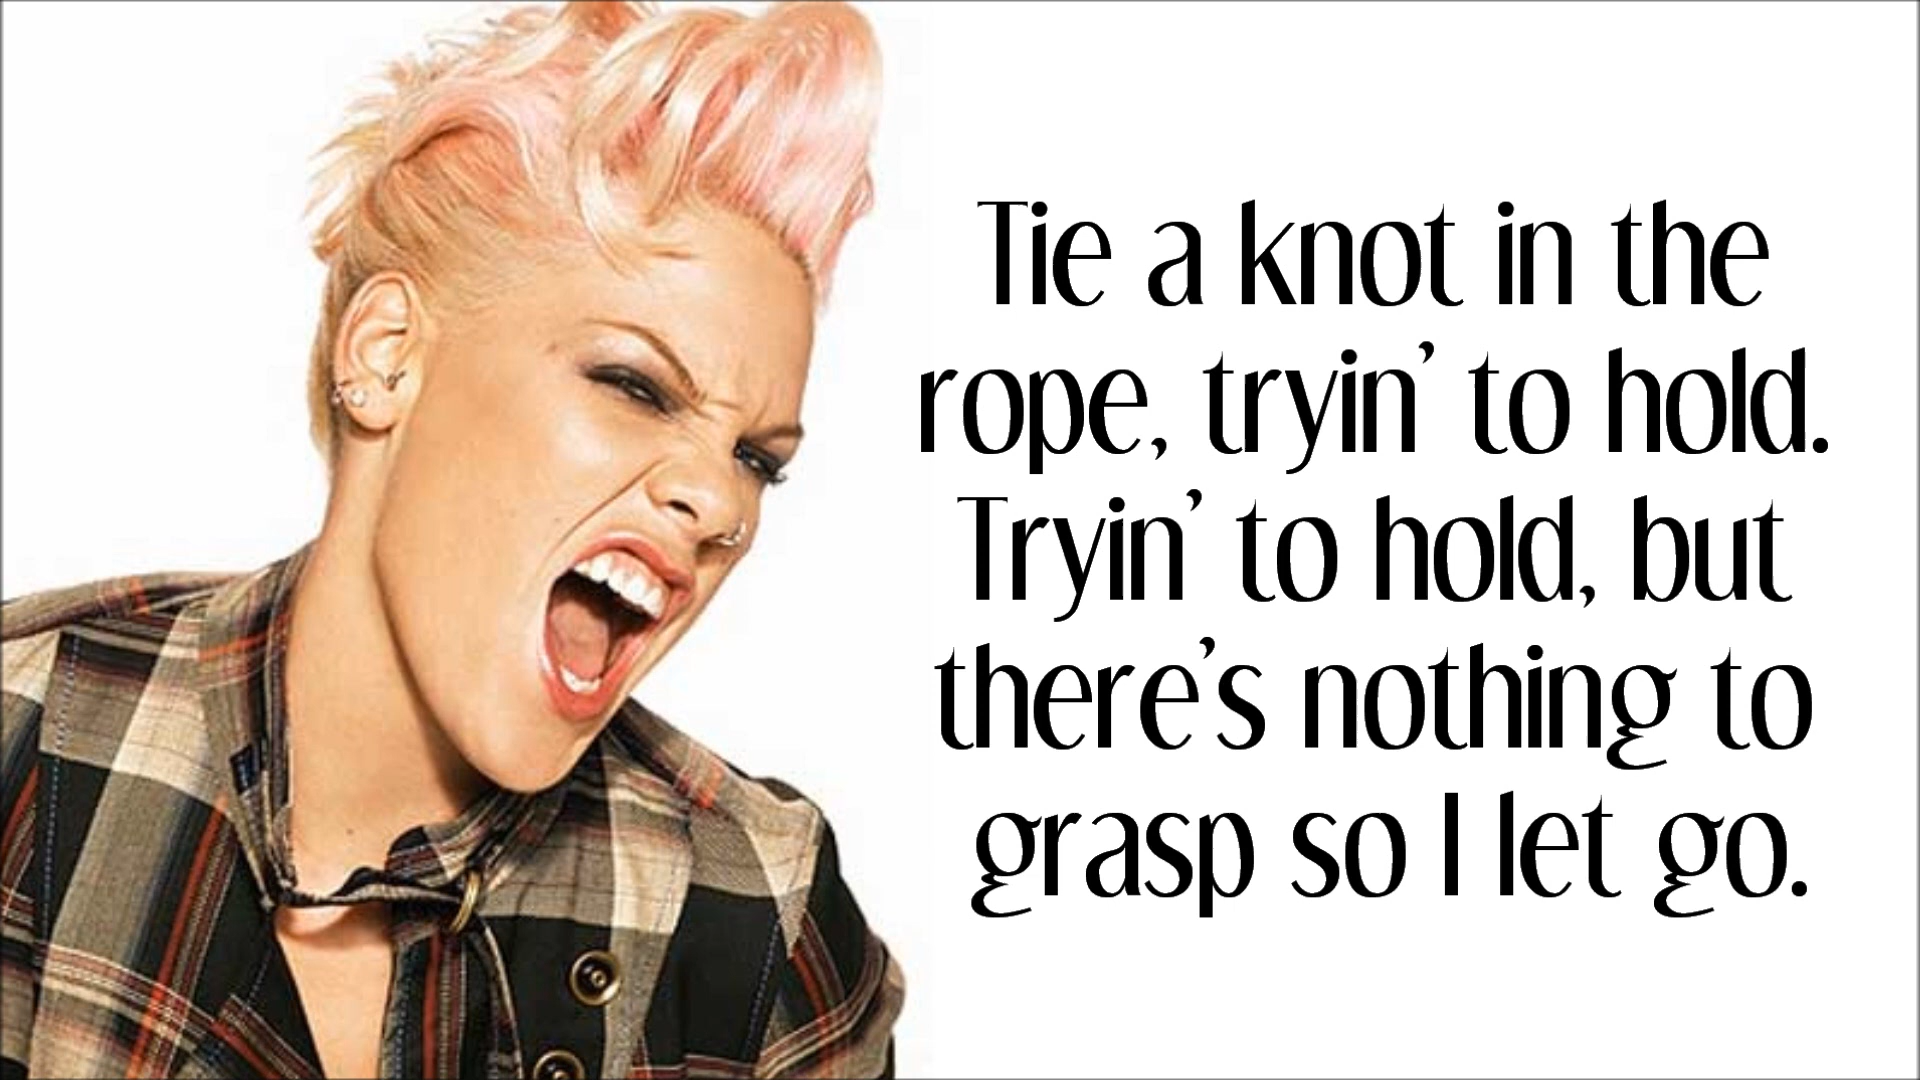 Tie a knot in the
rope, tryin’ to hold.
Tryin’ to hold, but
there’s nothing to
grasp so I let go.